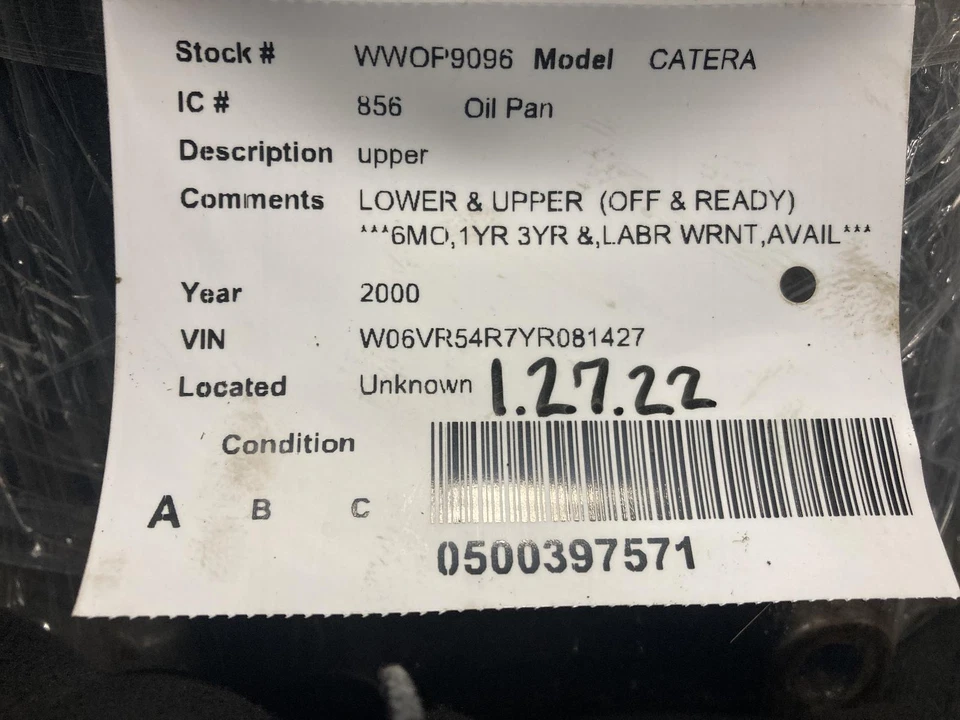 Stock # WWOP9096 Model CATERA
IC # 856 Oil Pan
Description upper
Comments LOWER & UPPER (OFF & READY)
***6MO,1YR 3YR &,LABR WRNT,AVAIL***
Year 2000
VIN W06VR54R7YR081427
Located Unknown 1.27.22
Condition
A B C
0500397571